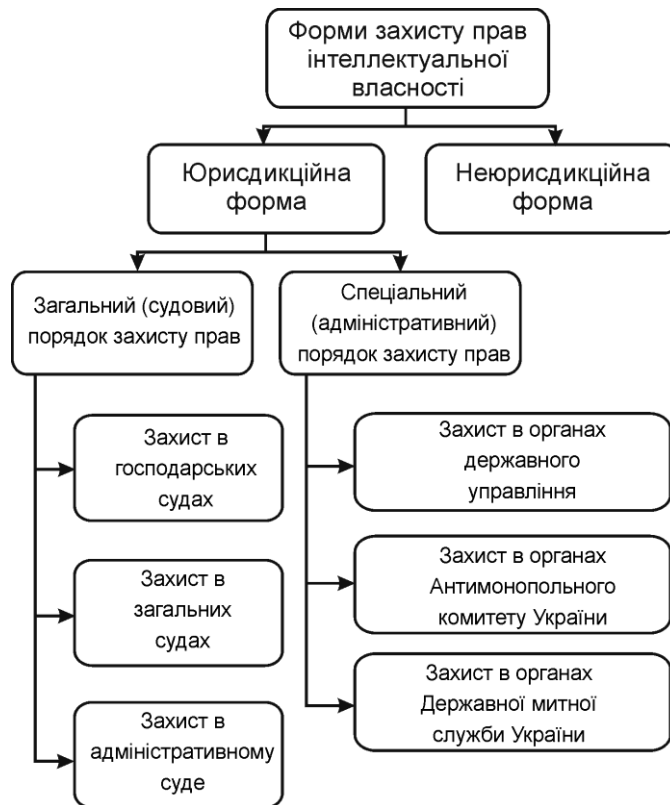 Форми захисту прав
інтеллектуальної
власності
Юрисдикційна
форма
Неюрисдикційна
форма
Загальний (судовий)
порядок захисту прав
Спеціальний
(адміністративний)
порядок захисту прав
Захист в
господарських
судах
Захист в
загальних
судах
Захист в
адміністративному
суде
Захист в органах
державного
управління
Захист в органах
Антимонопольного
комитету України
Захист в органах
Державної митної
служби України